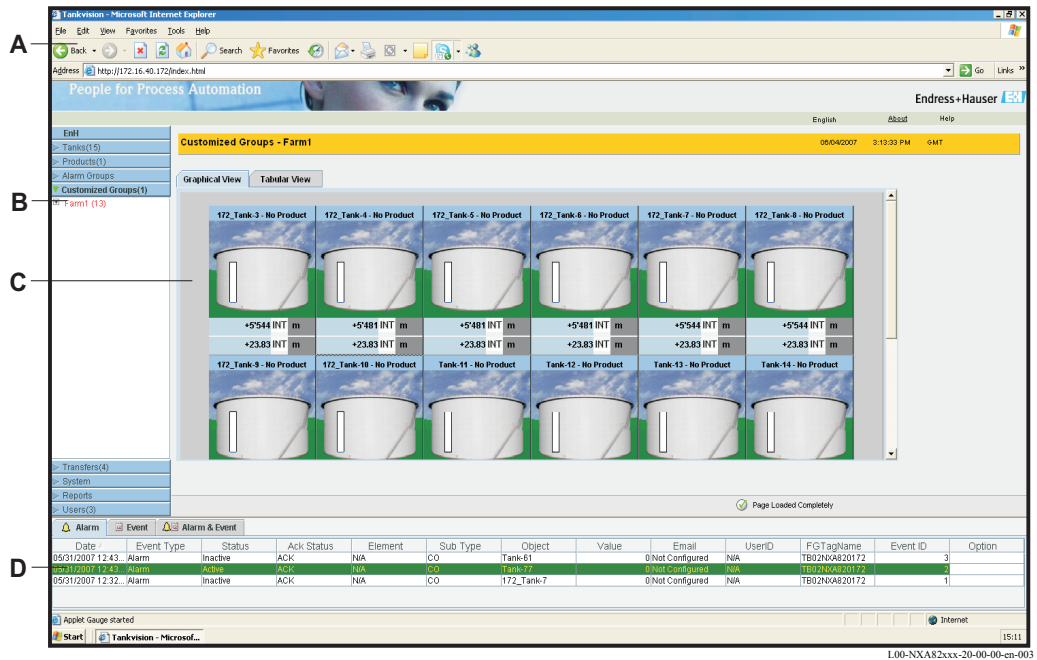 Tankvision - Microsoft Internet Explorer
File Edit View Favorites Tools Help
A
Back Search Favorites
Address http://172.16.40.172/index.html Go Links »
People for Process Automation
Endress+Hauser EH
English About Help
EnH
Tanks(15)
Products(1)
Alarm Groups
Customized Groups(1)
B
Farm1 (13)
Customized Groups - Farm1 06/04/2007 3:13:33 PM GMT
Graphical View Tabular View
172_Tank-3 - No Product 172_Tank-4 - No Product 172_Tank-5 - No Product 172_Tank-6 - No Product 172_Tank-7 - No Product 172_Tank-8 - No Product
C
+5'544 INT m +5'481 INT m +5'481 INT m +5'481 INT m +5'544 INT m +5'544 INT m
+23.83 INT m +23.83 INT m +23.83 INT m +23.83 INT m +23.83 INT m +23.83 INT m
172_Tank-9 - No Product 172_Tank-10 - No Product Tank-11 - No Product Tank-12 - No Product Tank-13 - No Product Tank-14 - No Product
Transfers(4)
System
Reports
Users(3)
Page Loaded Completely
Alarm Event Alarm & Event
Date Event Type Status Ack Status Element Sub Type Object Value Email UserID FGTagName Event ID Option
05/31/2007 12:43... Alarm Inactive ACK N/A CO Tank-61 0 Not Configured N/A TB02NXA820172 3
D
05/31/2007 12:43... Alarm Active ACK N/A CO Tank-77 0 Not Configured N/A TB02NXA820172 2
05/31/2007 12:32... Alarm Inactive ACK N/A CO 172_Tank-7 0 Not Configured N/A TB02NXA820172 1
Applet Gauge started Internet
Start Tankvision - Microsof... 15:11
L00-NXA82xxx-20-00-00-en-003